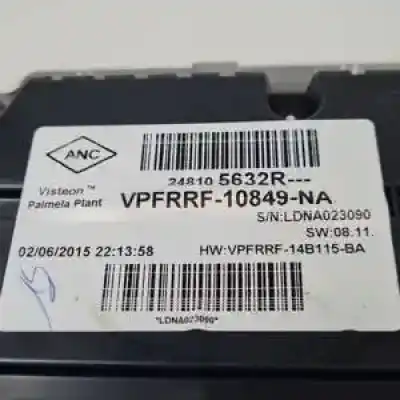 ANC
24810 5632R---
Visteon™
Palmela Plant
VPFRRF-10849-NA
S/N:LDNA023090
SW:08.11.
02/06/2015 22:13:58
HW:VPFRRF-14B115-BA
*LDNA023090*